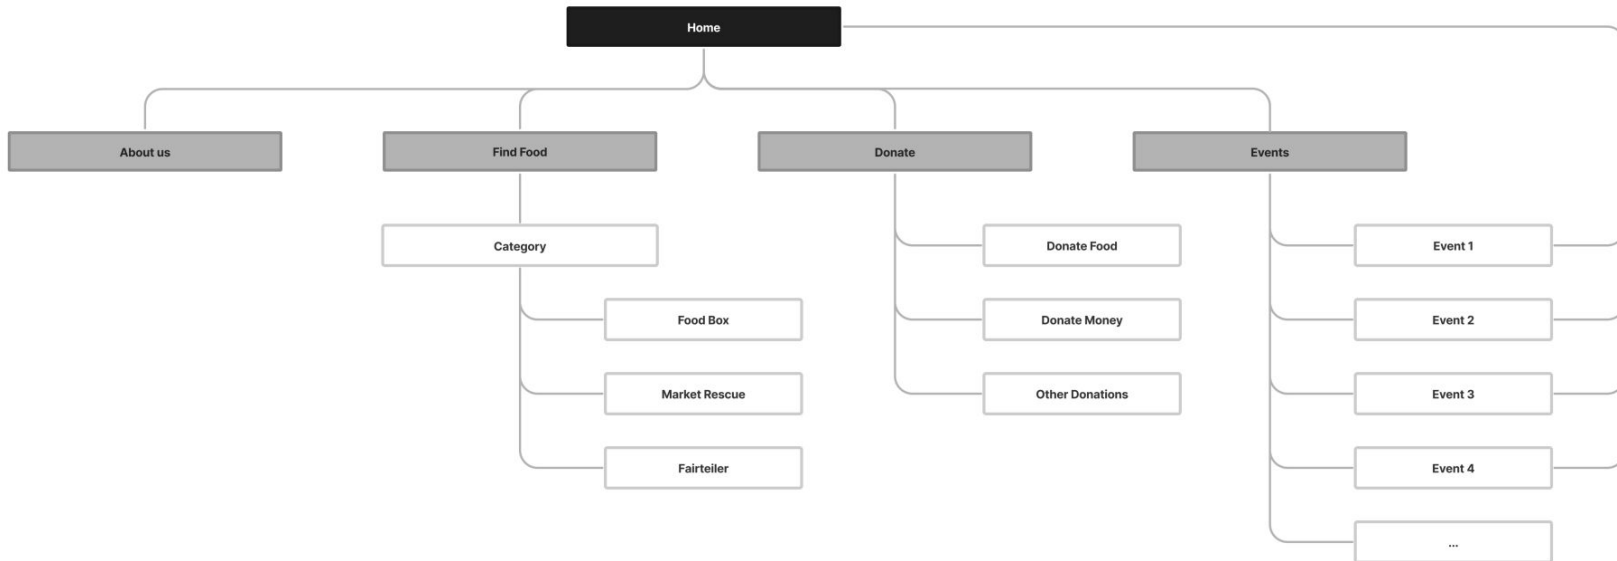 Home
About us
Find Food
Donate
Events
Category
Donate Food
Event 1
Food Box
Donate Money
Event 2
Market Rescue
Other Donations
Event 3
Fairteiler
Event 4
...